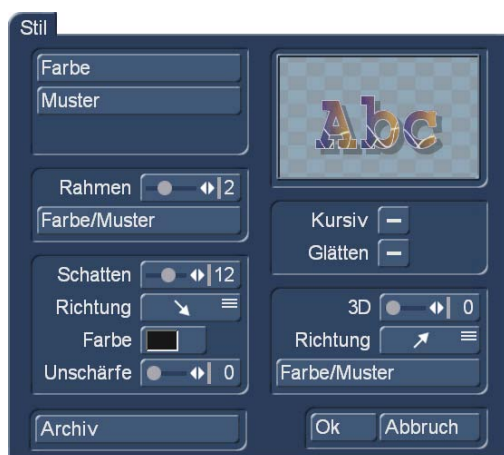 Stil
Farbe
Muster
Abc
Rahmen 2
Farbe/Muster
Kursiv
Glätten
Schatten 12
Richtung
Farbe
Unschärfe 0
3D 0
Richtung
Farbe/Muster
Archiv
Ok
Abbruch